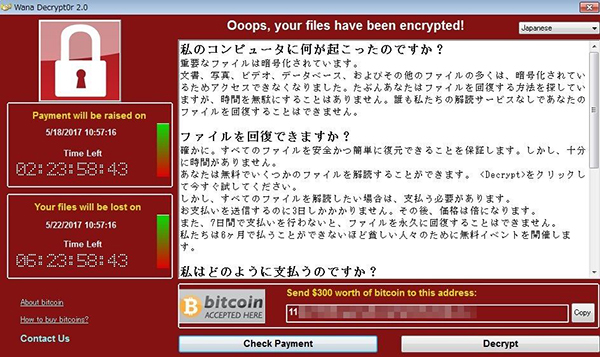 Wana Decrypt0r 2.0
Ooops, your files have been encrypted!
Japanese
Payment will be raised on
5/18/2017 10:57:16
Time Left
02:23:58:43
Your files will be lost on
5/22/2017 10:57:16
Time Left
06:23:58:43
About bitcoin
How to buy bitcoins?
Contact Us
私のコンピュータに何が起こったのですか?
重要なファイルは暗号化されています。
文書、写真、ビデオ、データベース、およびその他のファイルの多くは、暗号化されてい
るためアクセスできなくなりました。たぶんあなたはファイルを回復する方法を探してい
ますが、時間を無駄にすることはありません。誰も私たちの解読サービスなしであなたの
ファイルを回復することはできません。
ファイルを回復できますか?
確かに。すべてのファイルを安全かつ簡単に復元できることを保証します。しかし、十分
に時間がありません。
あなたは無料でいくつかのファイルを解読することができます。 <Decrypt>をクリックし
て今すぐ試してください。
しかし、すべてのファイルを解読したい場合は、支払う必要があります。
お支払いを送信するのに3日しかかかりません。その後、価格は倍になります。
また、7日間で支払いを行わないと、ファイルを永久に回復することはできません。
私たちは6ヶ月で払うことができないほど貧しい人々のために無料イベントを開催しま
す。
私はどのように支払うのですか?
bitcoin
ACCEPTED HERE
Send $300 worth of bitcoin to this address:
11
Copy
Check Payment
Decrypt